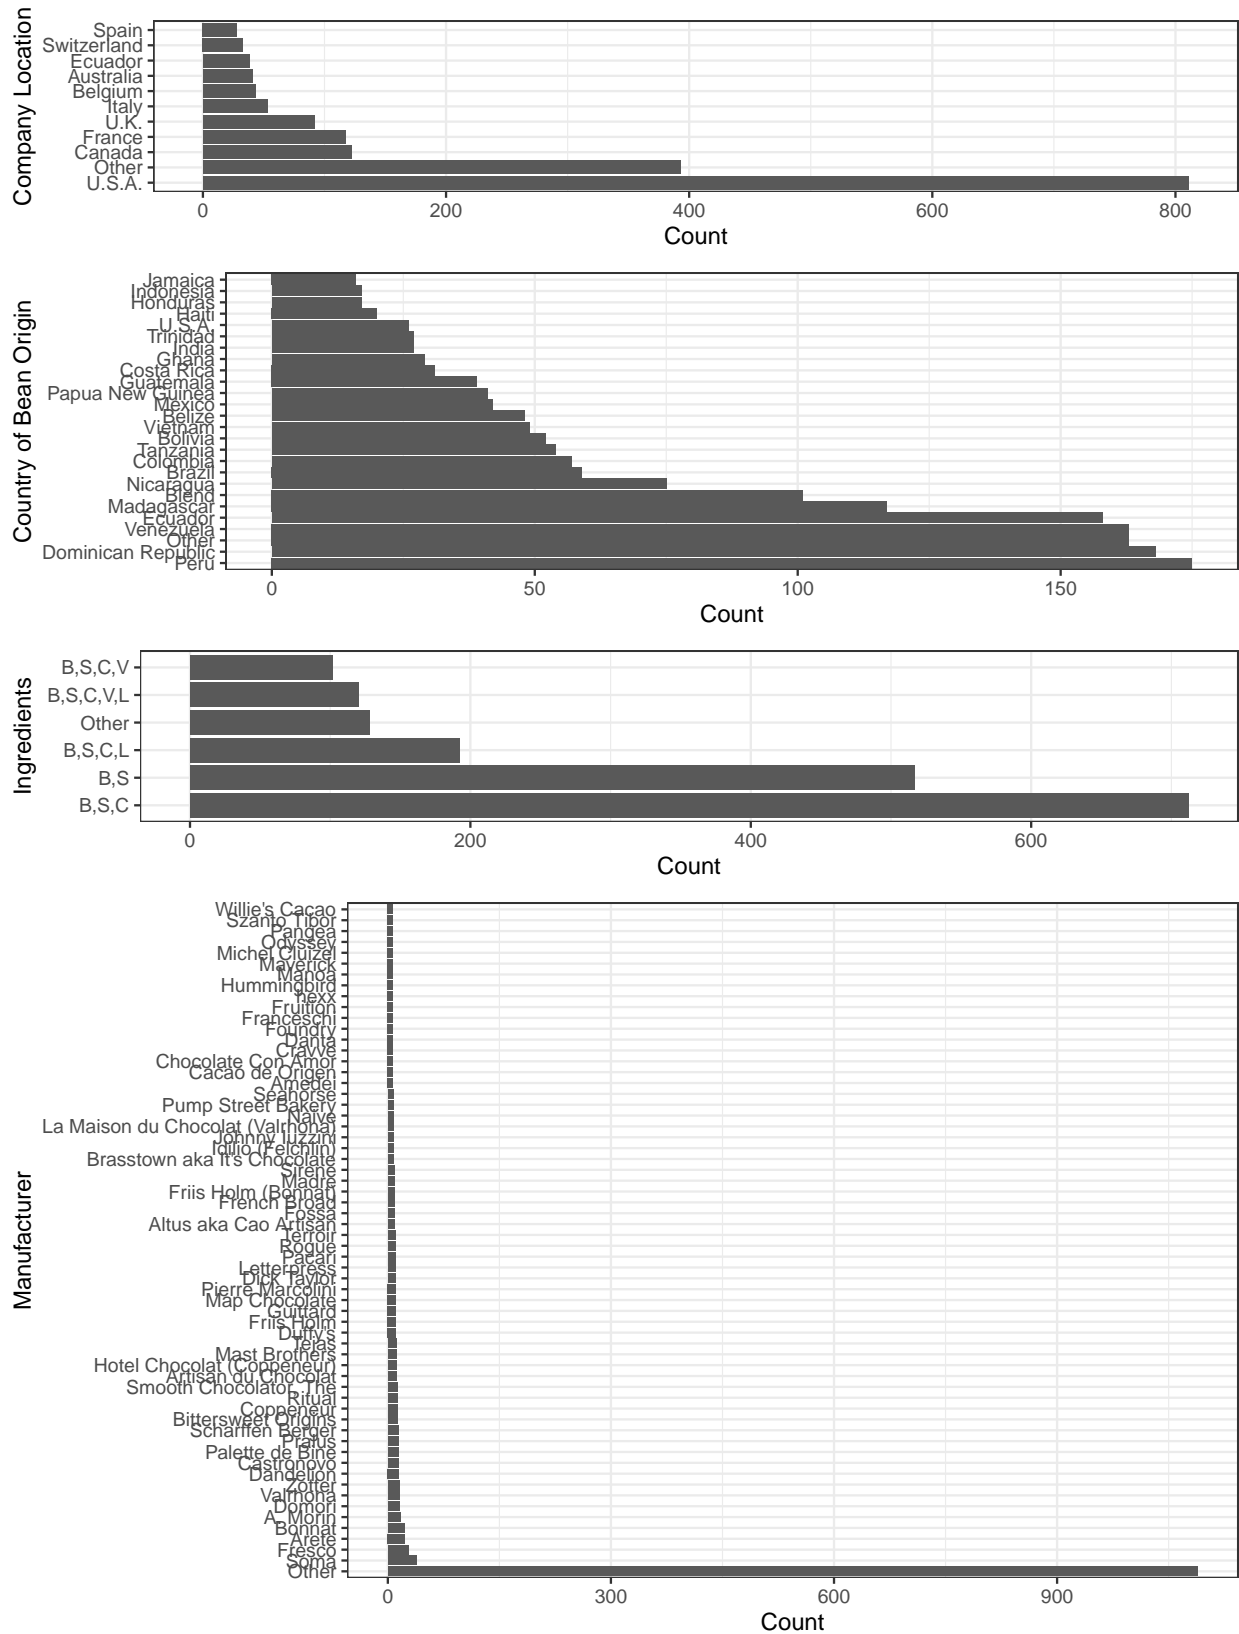 Company Location
Spain
Switzerland
Ecuador
Australia
Belgium
Italy
U.K.
France
Canada
Other
U.S.A.
0 200 400 600 800
Count
Country of Bean Origin
Jamaica
Indonesia
Honduras
Haiti
U.S.A.
Trinidad
India
Ghana
Costa Rica
Guatemala
Papua New Guinea
Mexico
Belize
Vietnam
Bolivia
Tanzania
Colombia
Brazil
Nicaragua
Blend
Madagascar
Ecuador
Venezuela
Other
Dominican Republic
Peru
0 50 100 150
Count
Ingredients
B,S,C,V
B,S,C,V,L
Other
B,S,C,L
B,S
B,S,C
0 200 400 600
Count
Manufacturer
Willie's Cacao
Szanto Tibor
Pangea
Odyssey
Michel Cluizel
Maverick
Manoa
Hummingbird
hexx
Fruition
Franceschi
Foundry
Danta
Cravve
Chocolate Con Amor
Cacao de Origen
Amedei
Seahorse
Pump Street Bakery
Naive
La Maison du Chocolat (Valrhona)
Johnny Iuzzini
Idilio (Felchlin)
Brasstown aka It's Chocolate
Sirene
Madre
Friis Holm (Bonnat)
French Broad
Fossa
Altus aka Cao Artisan
Terroir
Rogue
Pacari
Letterpress
Dick Taylor
Pierre Marcolini
Map Chocolate
Guittard
Friis Holm
Duffy's
Tejas
Mast Brothers
Hotel Chocolat (Coppeneur)
Artisan du Chocolat
Smooth Chocolator, The
Ritual
Coppeneur
Bittersweet Origins
Scharffen Berger
Pralus
Palette de Bine
Castronovo
Dandelion
Zotter
Valrhona
Domori
A. Morin
Bonnat
Arete
Fresco
Soma
Other
0 300 600 900
Count